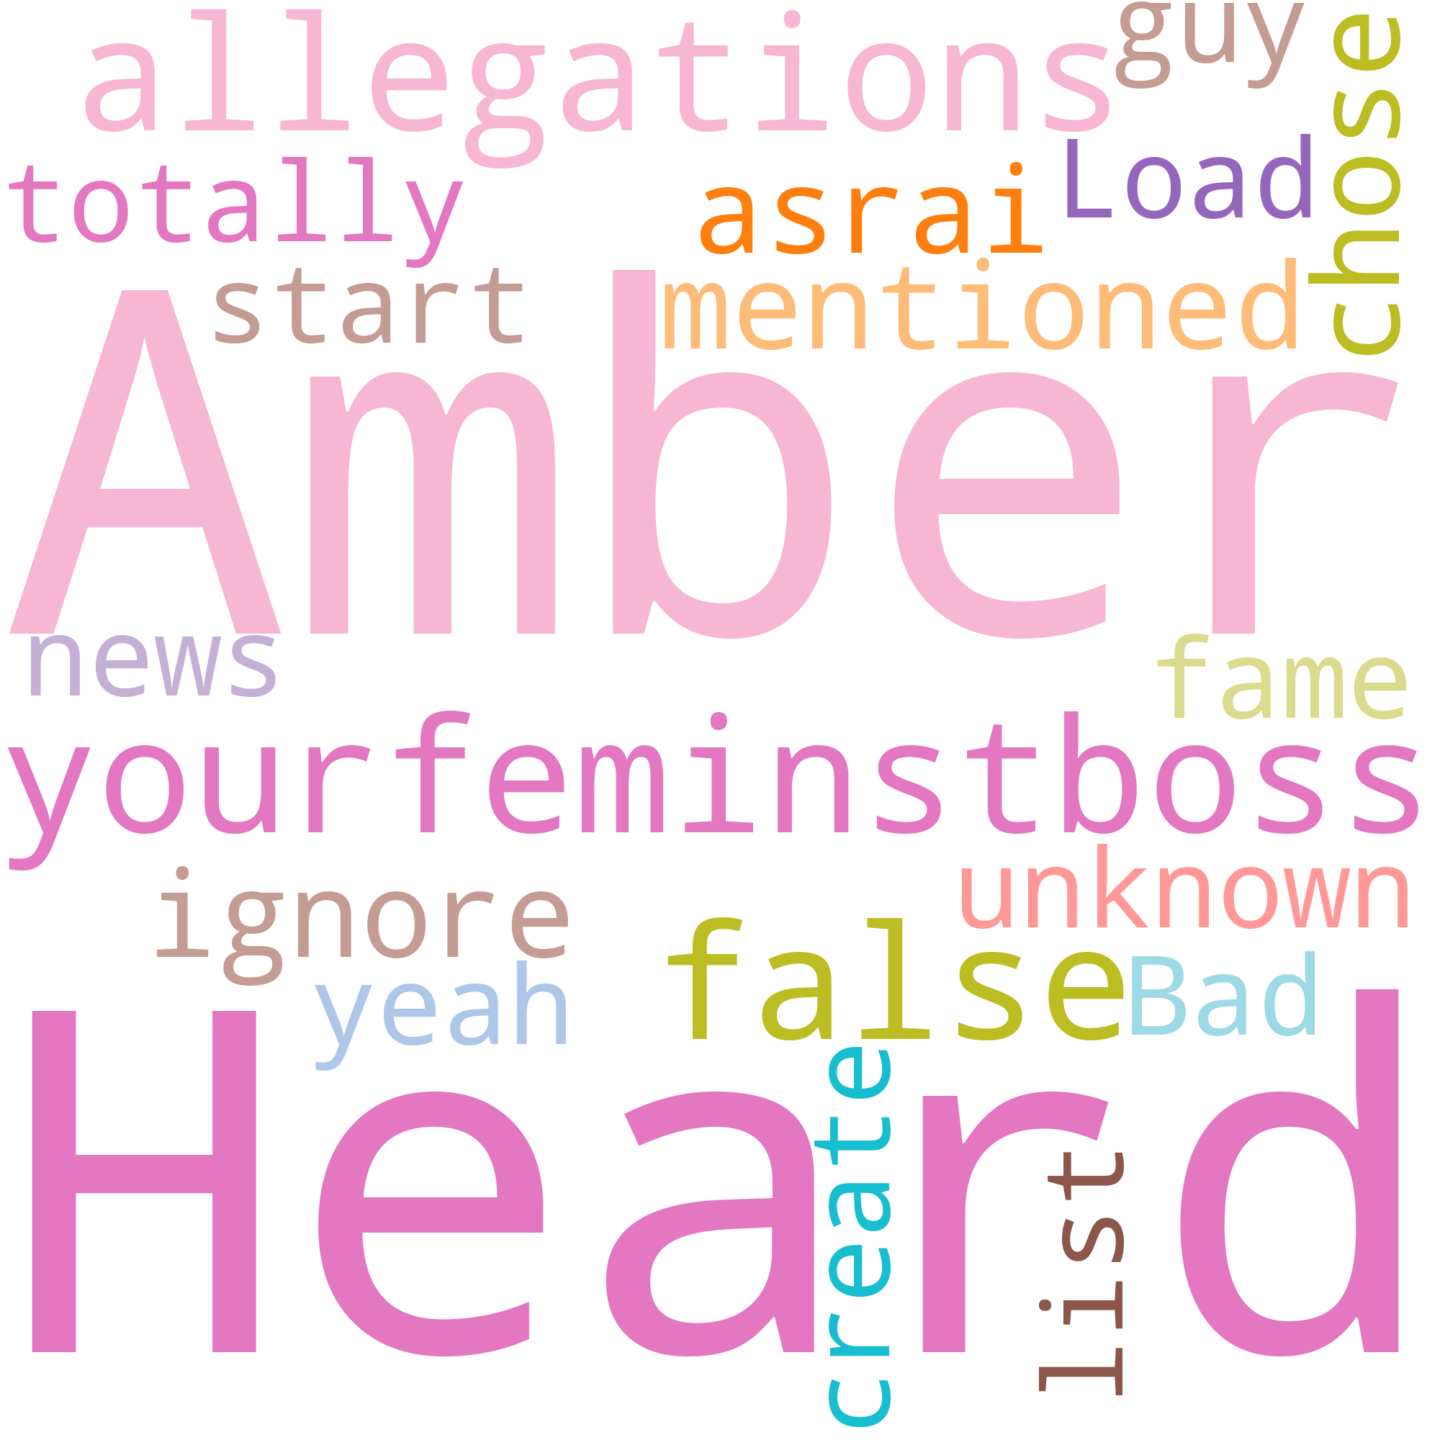 allegations
guy
chose
totally
asrai
Load
start
mentioned
Amber
news
fame
yourfeminstboss
ignore
unknown
yeah
false
Bad
Heard
create
list